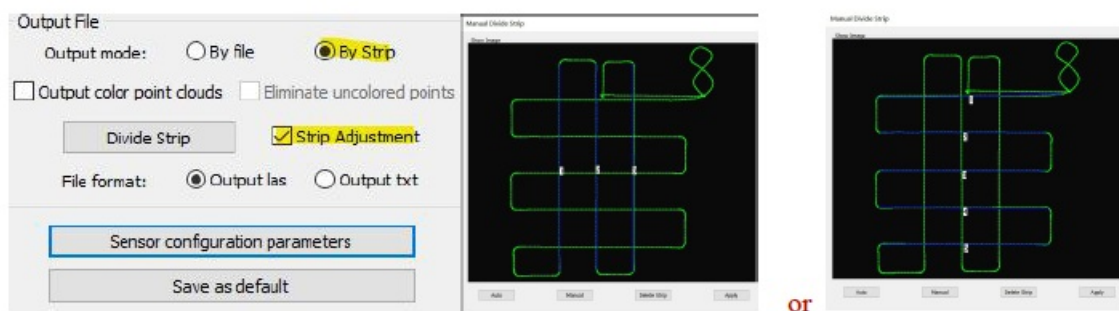 Output File
Output mode: By file By Strip
Output color point clouds Eliminate uncolored points
Divide Strip Strip Adjustment
File format: Output las Output txt
Sensor configuration parameters
Save as default
Manual Divide Strip
Show Image
Auto Manual Delete Strip Apply
or
Manual Divide Strip
Show Image
Auto Manual Delete Strip Apply